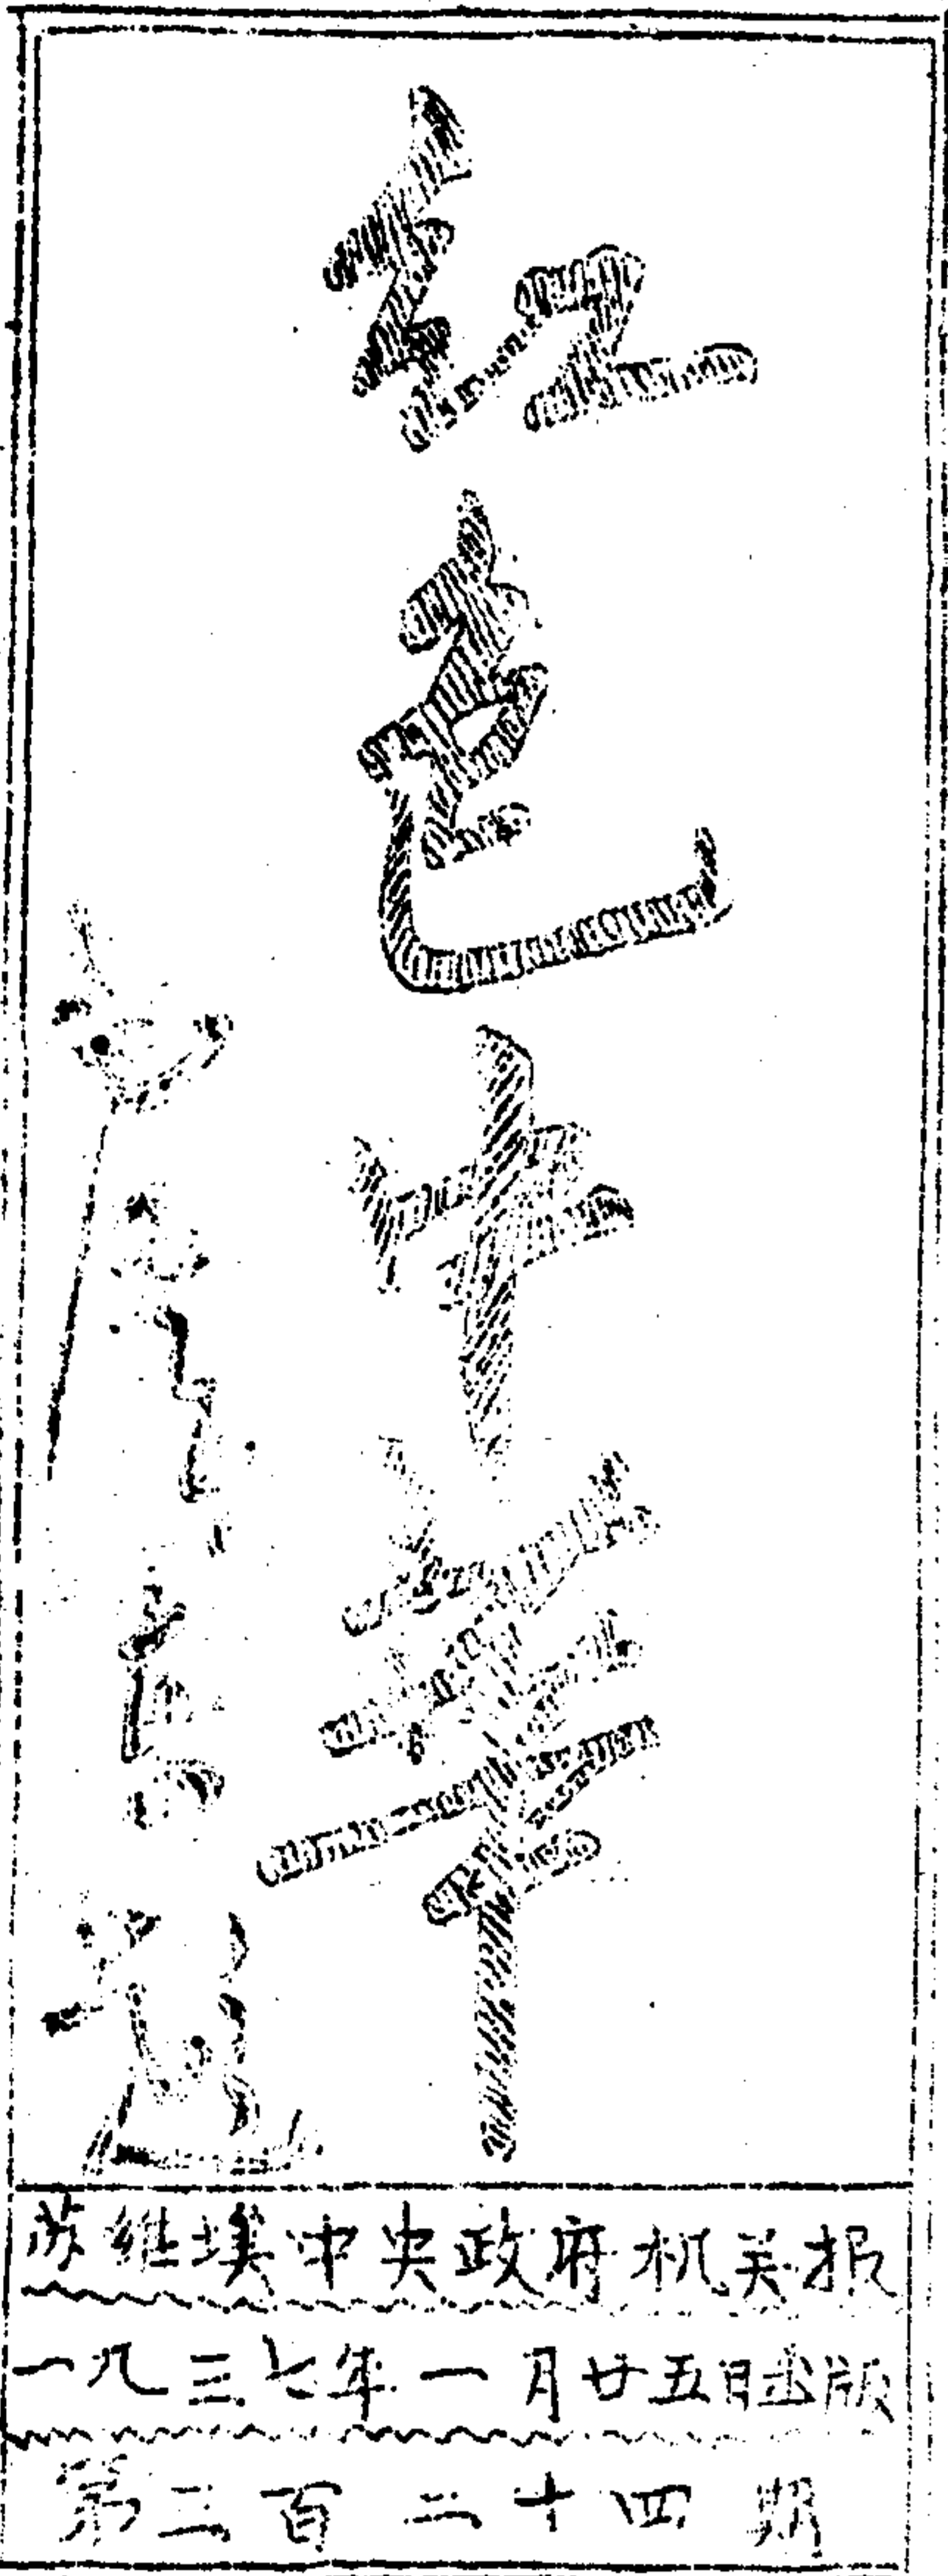 红色中华
苏维埃中央政府机关报
一九三七年一月廿五日出版
第三百二十四期